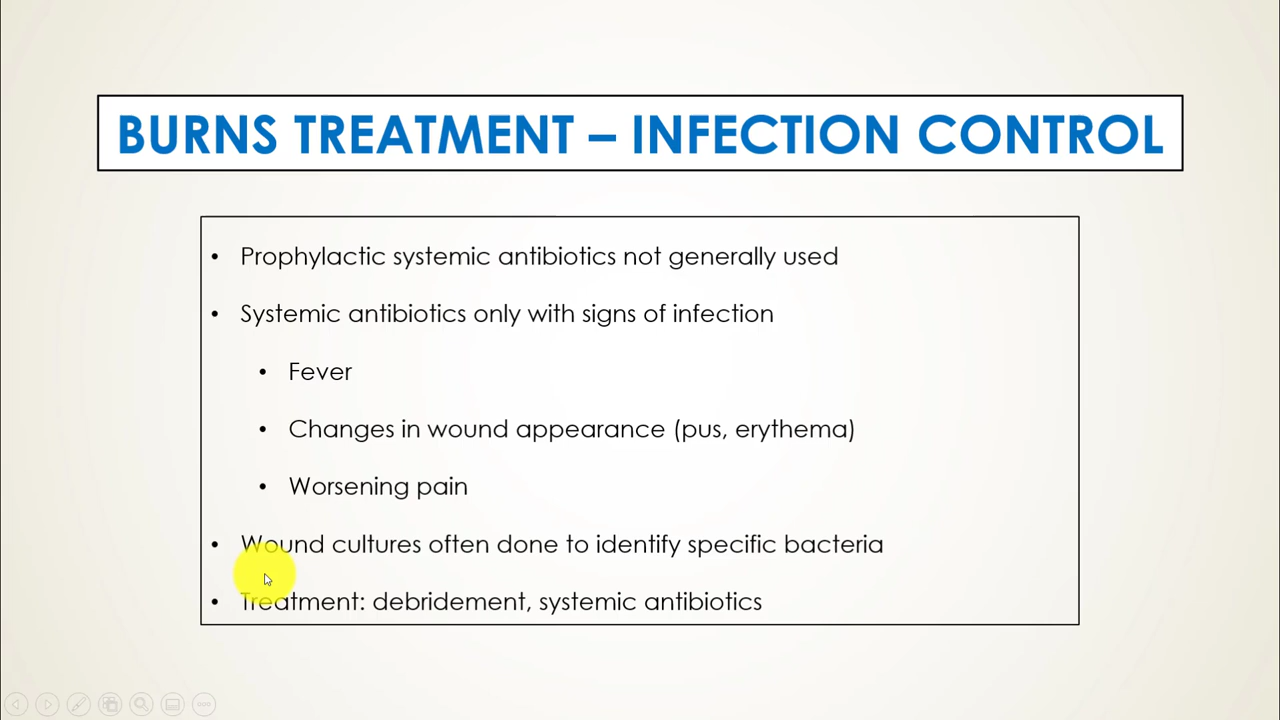 BURNS TREATMENT – INFECTION CONTROL
• Prophylactic systemic antibiotics not generally used
• Systemic antibiotics only with signs of infection
• Fever
• Changes in wound appearance (pus, erythema)
• Worsening pain
• Wound cultures often done to identify specific bacteria
• Treatment: debridement, systemic antibiotics